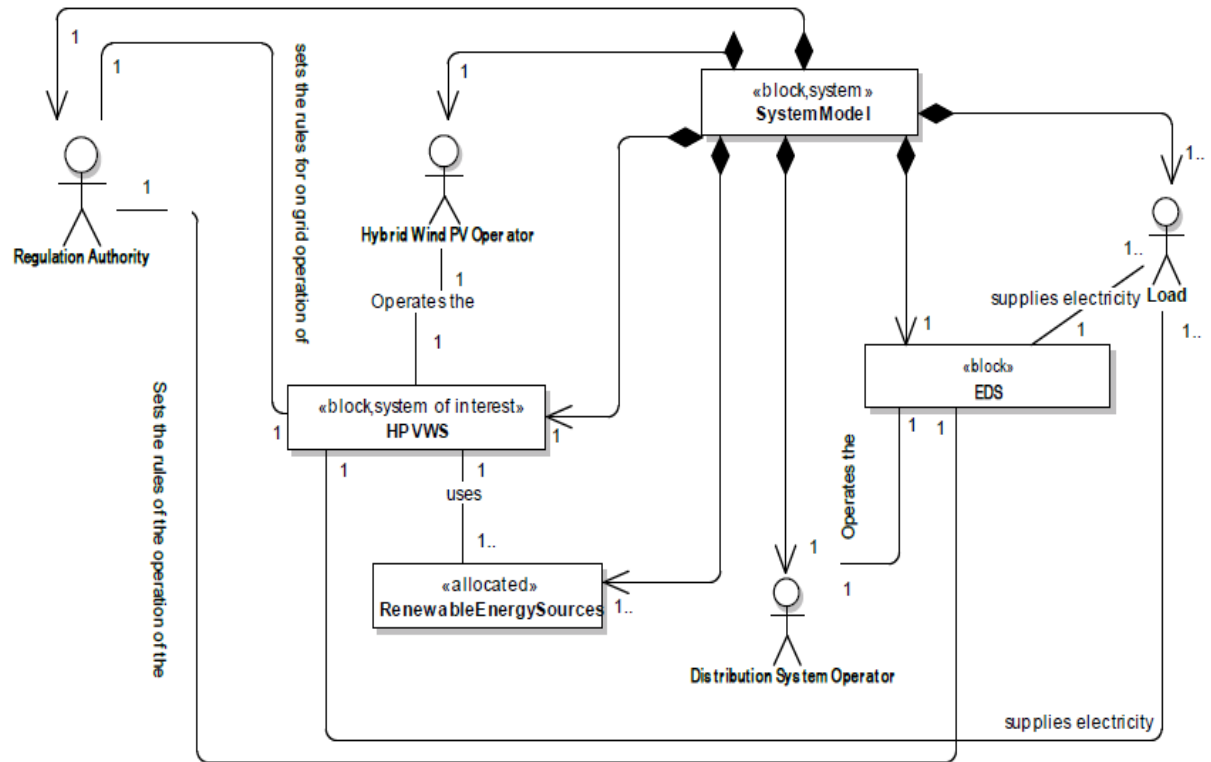 1
1
1
«block,system »
SystemModel
1..
1
sets the rules for on grid operation of
Regulation Authority
Hybrid Wind PV Operator
1
Operates the
1
1..
supplies electricity
Load
1
1
1..
«block»
EDS
«block,system of interest»
HPVWS
1
1
1
1
uses
1..
1
1
Operates the
Sets the rules of the operation of the
«allocated»
RenewableEnergySources
1..
1
1
Distribution System Operator
supplies electricity